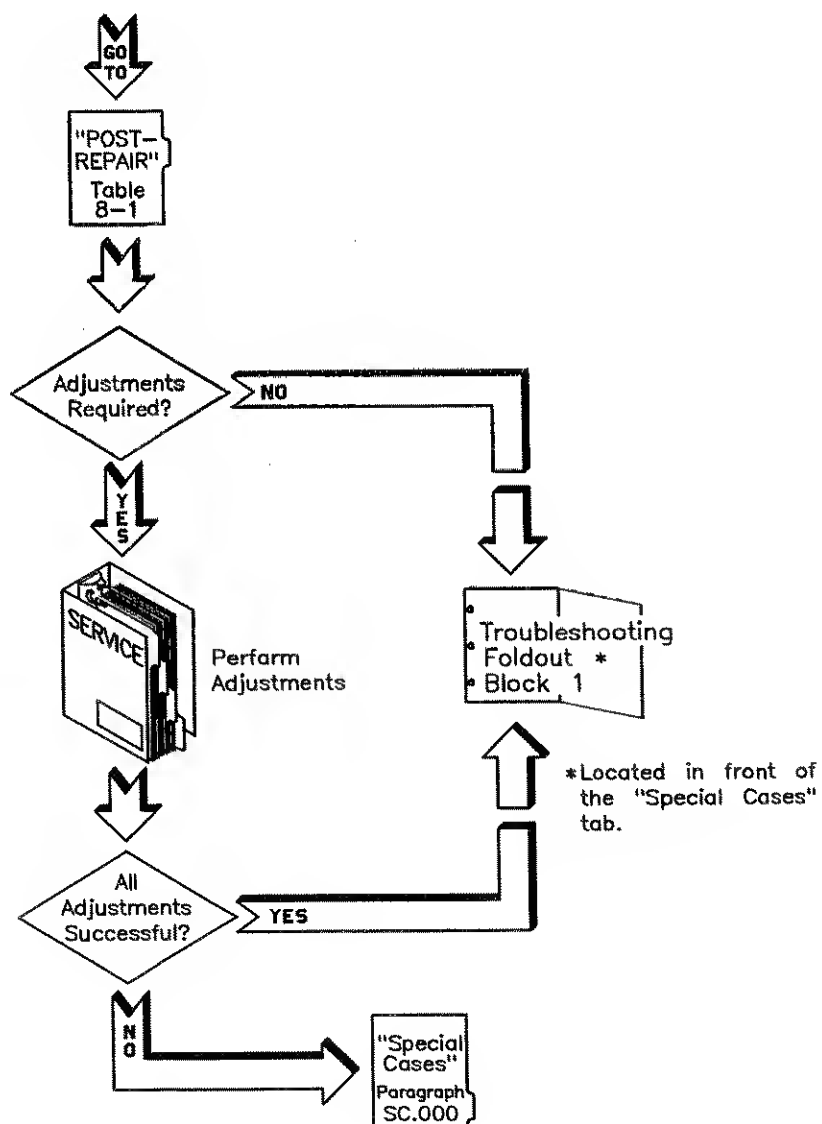 GO
TO
"POST-
REPAIR"
Table
8-1
Adjustments
Required?
NO
YES
SERVICE
Perfarm
Adjustments
Troubleshooting
Foldout *
Block 1
*Located in front of
the "Special Cases"
tab.
All
Adjustments
Successful?
YES
NO
"Special
Cases"
Paragraph
SC.000